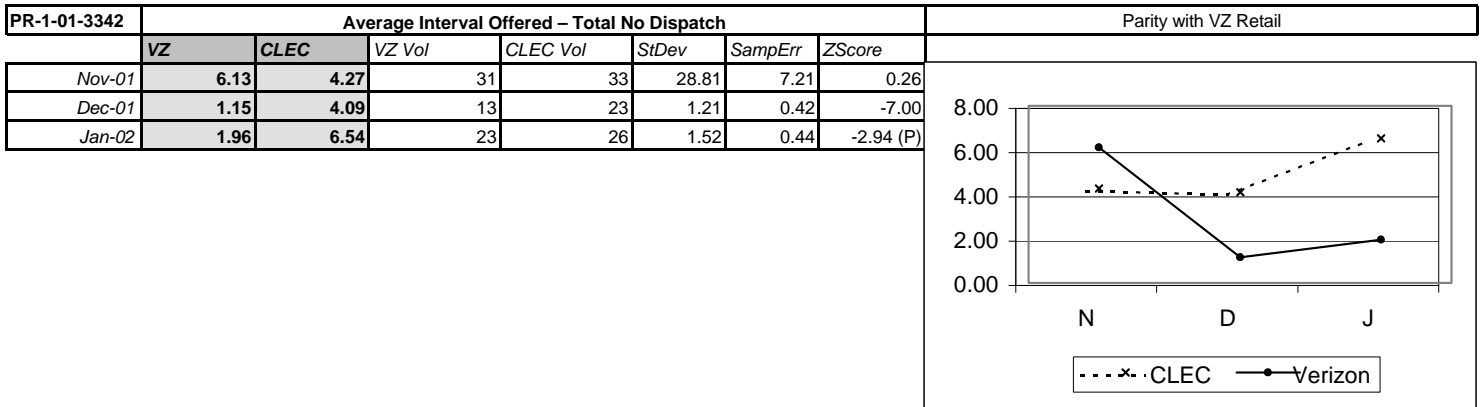 PR-1-01-3342 Average Interval Offered – Total No Dispatch Parity with VZ Retail
VZ CLEC VZ Vol CLEC Vol StDev SampErr ZScore
Nov-01 6.13 4.27 31 33 28.81 7.21 0.26
Dec-01 1.15 4.09 13 23 1.21 0.42 -7.00
Jan-02 1.96 6.54 23 26 1.52 0.44 -2.94 (P)
8.00
6.00
4.00
2.00
0.00
N D J
CLEC Verizon